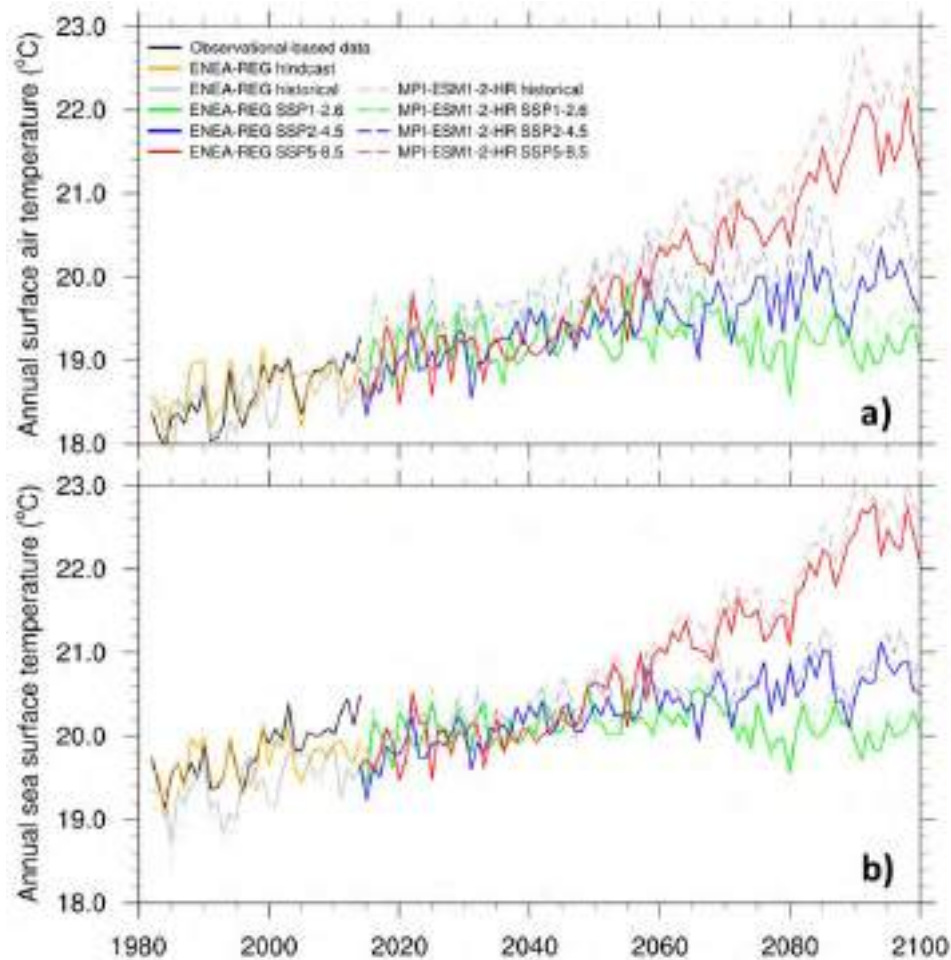 23.0
22.0
21.0
20.0
19.0
18.0
Annual surface air temperature (°C)
Observational-based data
ENEA-REG hindcast
ENEA-REG historical
ENEA-REG SSP1-2.6
ENEA-REG SSP2-4.5
ENEA-REG SSP5-8.5
MPI-ESM1-2-HR historical
MPI-ESM1-2-HR SSP1-2.6
MPI-ESM1-2-HR SSP2-4.5
MPI-ESM1-2-HR SSP5-8.5
a)
23.0
22.0
21.0
20.0
19.0
18.0
Annual sea surface temperature (°C)
b)
1980 2000 2020 2040 2060 2080 2100